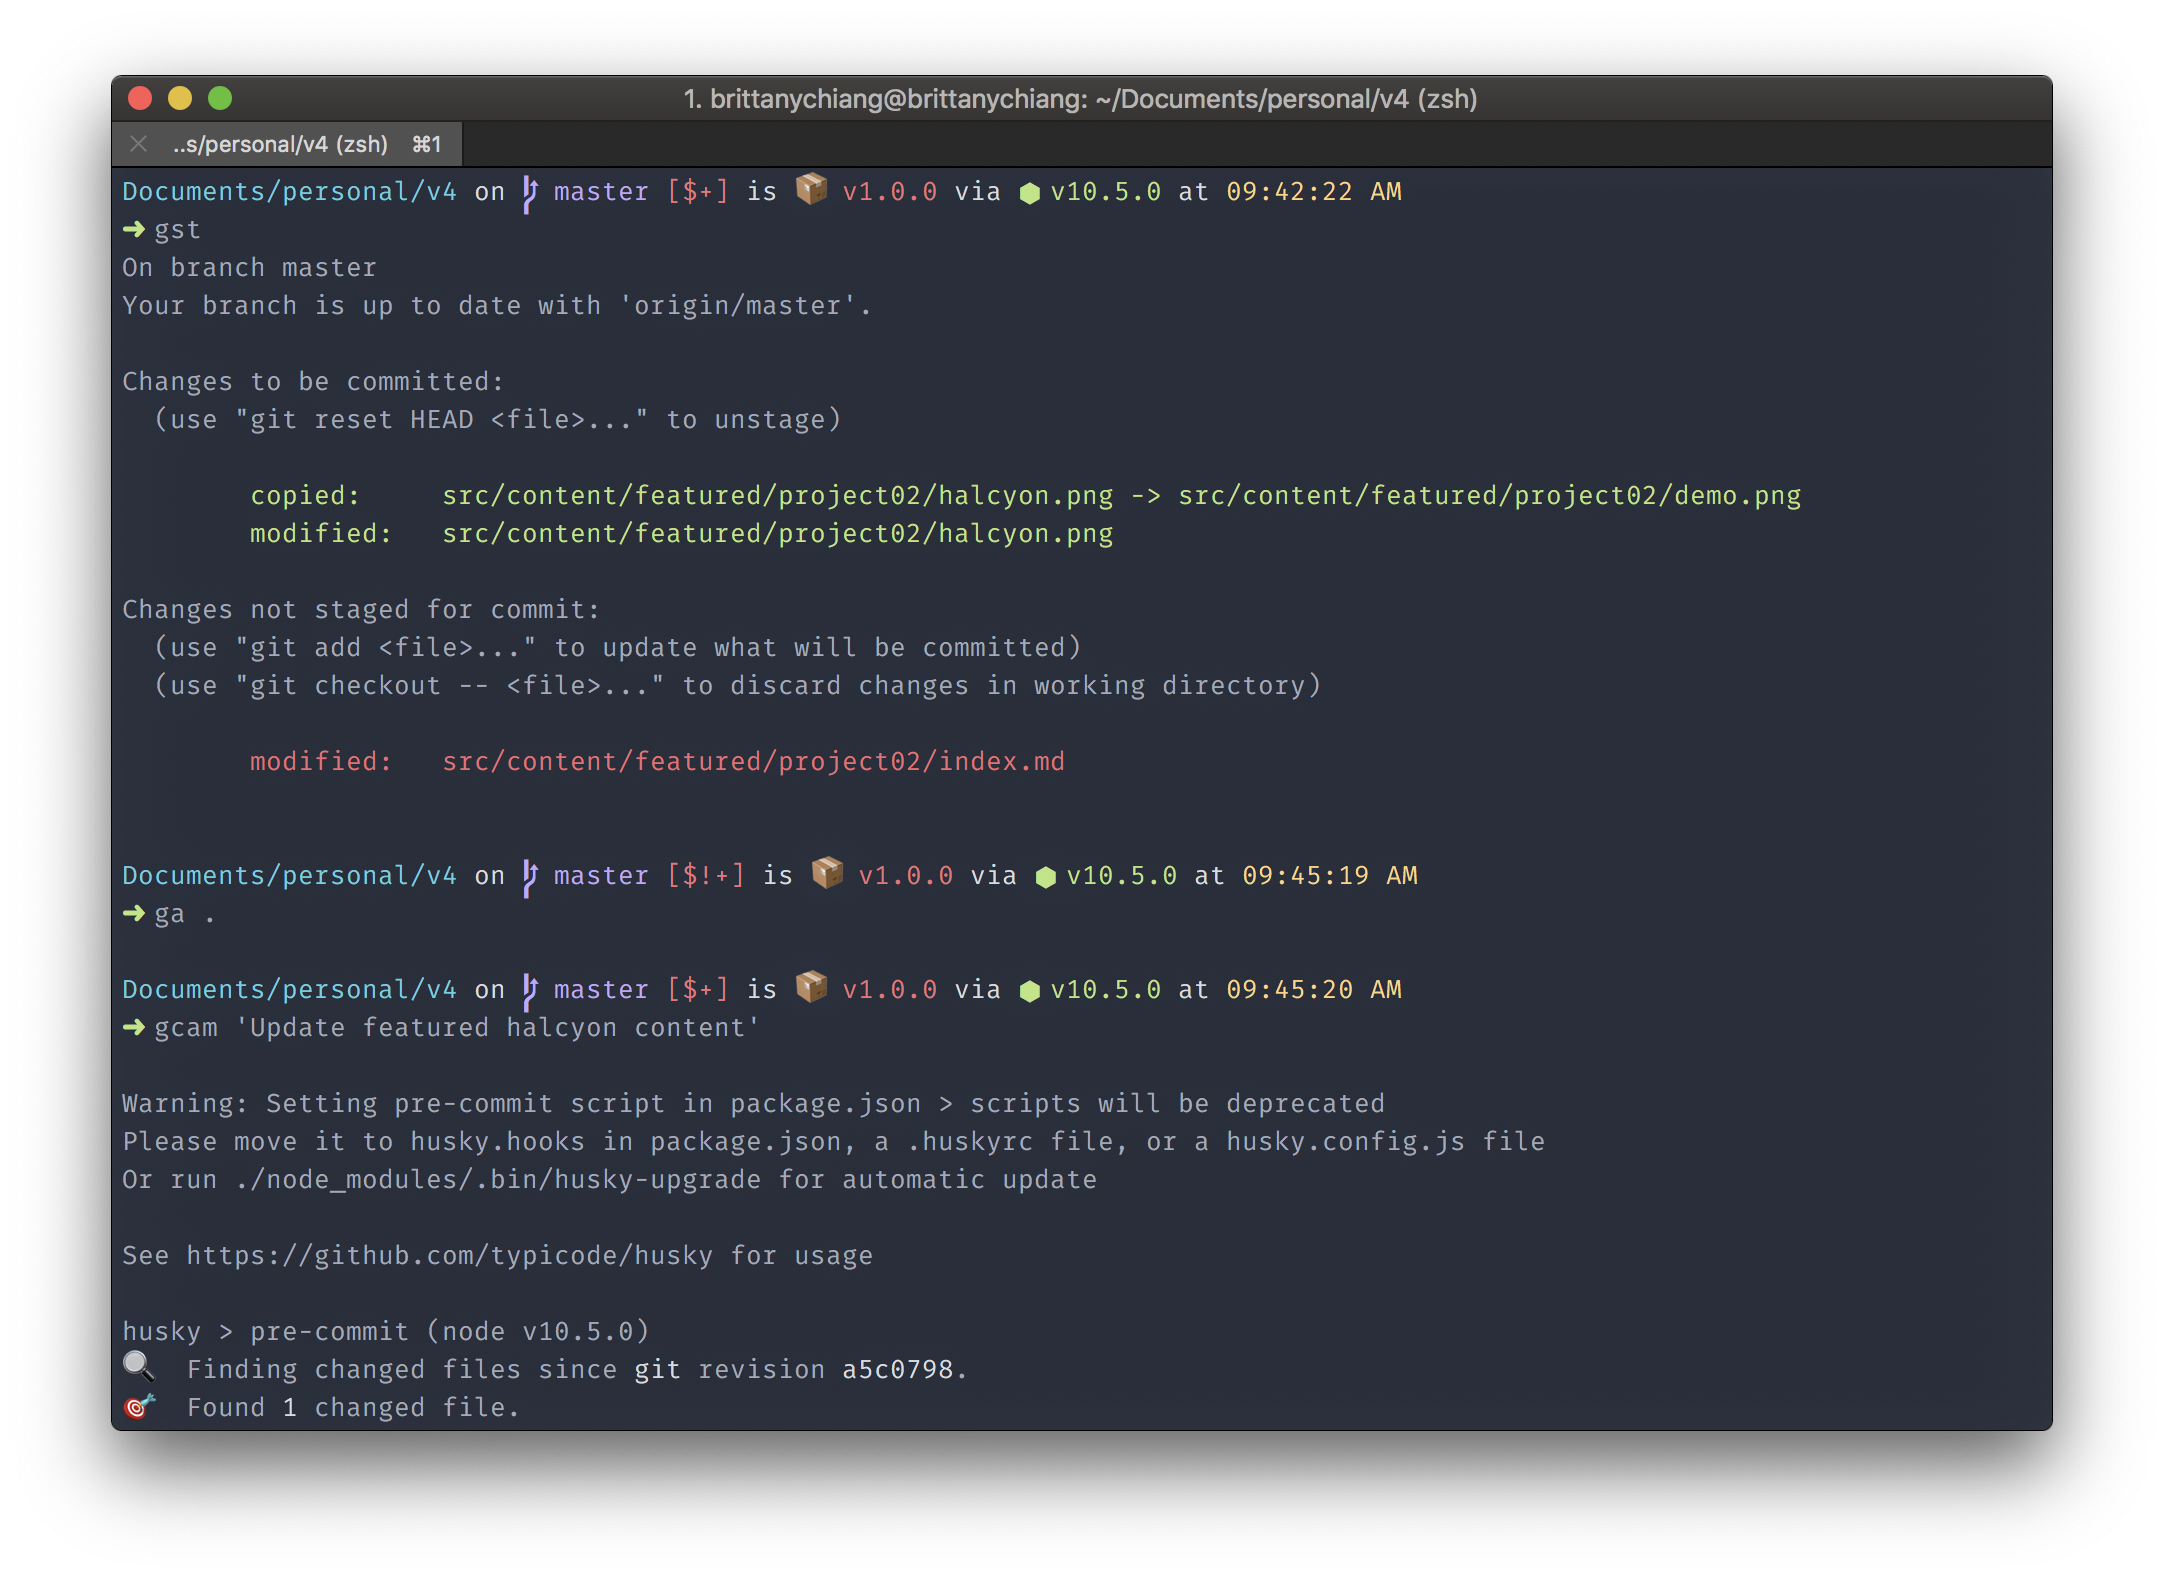 1. brittanychiang@brittanychiang: ~/Documents/personal/v4 (zsh)
..s/personal/v4 (zsh) ⌘1
Documents/personal/v4 on master [$+] is 📦 v1.0.0 via ⬢ v10.5.0 at 09:42:22 AM
➜ gst
On branch master
Your branch is up to date with 'origin/master'.
Changes to be committed:
(use "git reset HEAD <file>..." to unstage)
copied: src/content/featured/project02/halcyon.png -> src/content/featured/project02/demo.png
modified: src/content/featured/project02/halcyon.png
Changes not staged for commit:
(use "git add <file>..." to update what will be committed)
(use "git checkout -- <file>..." to discard changes in working directory)
modified: src/content/featured/project02/index.md
Documents/personal/v4 on master [$!+] is 📦 v1.0.0 via ⬢ v10.5.0 at 09:45:19 AM
➜ ga .
Documents/personal/v4 on master [$+] is 📦 v1.0.0 via ⬢ v10.5.0 at 09:45:20 AM
➜ gcam 'Update featured halcyon content'
Warning: Setting pre-commit script in package.json > scripts will be deprecated
Please move it to husky.hooks in package.json, a .huskyrc file, or a husky.config.js file
Or run ./node_modules/.bin/husky-upgrade for automatic update
See https://github.com/typicode/husky for usage
husky > pre-commit (node v10.5.0)
🔍 Finding changed files since git revision a5c0798.
🎯 Found 1 changed file.